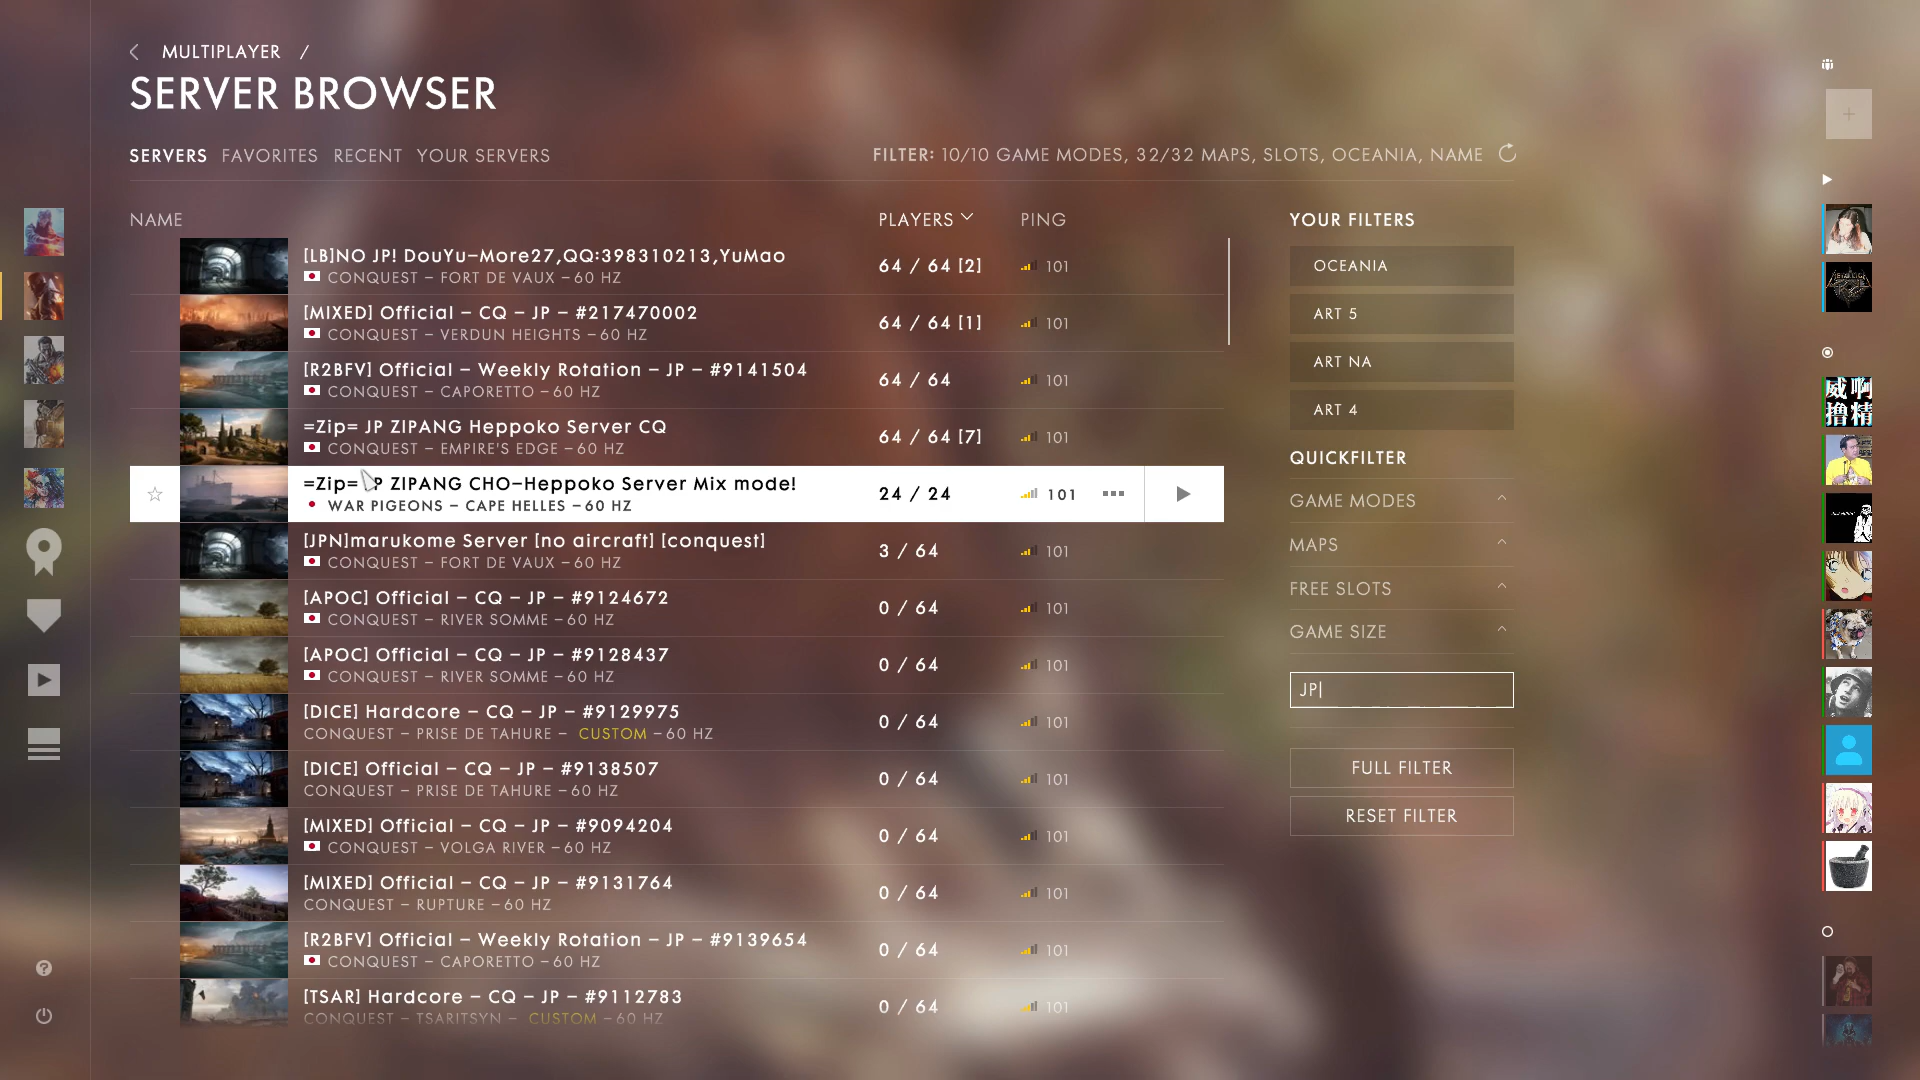 MULTIPLAYER /
SERVER BROWSER
SERVERS FAVORITES RECENT YOUR SERVERS
FILTER: 10/10 GAME MODES, 32/32 MAPS, SLOTS, OCEANIA, NAME
NAME PLAYERS PING
[LB]NO JP! DouYu-More27,QQ:398310213,YuMao
64 / 64 [2] 101
CONQUEST - FORT DE VAUX - 60 HZ
[MIXED] Official - CQ - JP - #217470002
64 / 64 [1] 101
CONQUEST - VERDUN HEIGHTS - 60 HZ
[R2BFV] Official - Weekly Rotation - JP - #9141504
64 / 64 101
CONQUEST - CAPORETTO - 60 HZ
=Zip= JP ZIPANG Heppoko Server CQ
64 / 64 [7] 101
CONQUEST - EMPIRE'S EDGE - 60 HZ
=Zip= P ZIPANG CHO-Heppoko Server Mix mode!
24 / 24 101
WAR PIGEONS - CAPE HELLES - 60 HZ
[JPN]marukome Server [no aircraft] [conquest]
3 / 64 101
CONQUEST - FORT DE VAUX - 60 HZ
[APOC] Official - CQ - JP - #9124672
0 / 64 101
CONQUEST - RIVER SOMME - 60 HZ
[APOC] Official - CQ - JP - #9128437
0 / 64 101
CONQUEST - RIVER SOMME - 60 HZ
[DICE] Hardcore - CQ - JP - #9129975
0 / 64 101
CONQUEST - PRISE DE TAHURE - CUSTOM - 60 HZ
[DICE] Official - CQ - JP - #9138507
0 / 64 101
CONQUEST - PRISE DE TAHURE - 60 HZ
[MIXED] Official - CQ - JP - #9094204
0 / 64 101
CONQUEST - VOLGA RIVER - 60 HZ
[MIXED] Official - CQ - JP - #9131764
0 / 64 101
CONQUEST - RUPTURE - 60 HZ
[R2BFV] Official - Weekly Rotation - JP - #9139654
0 / 64 101
CONQUEST - CAPORETTO - 60 HZ
[TSAR] Hardcore - CQ - JP - #9112783
0 / 64 101
CONQUEST - TSARITSYN - CUSTOM - 60 HZ
YOUR FILTERS
OCEANIA
ART 5
ART NA
ART 4
QUICKFILTER
GAME MODES
MAPS
FREE SLOTS
GAME SIZE
JP
FULL FILTER
RESET FILTER
威啊
撸精